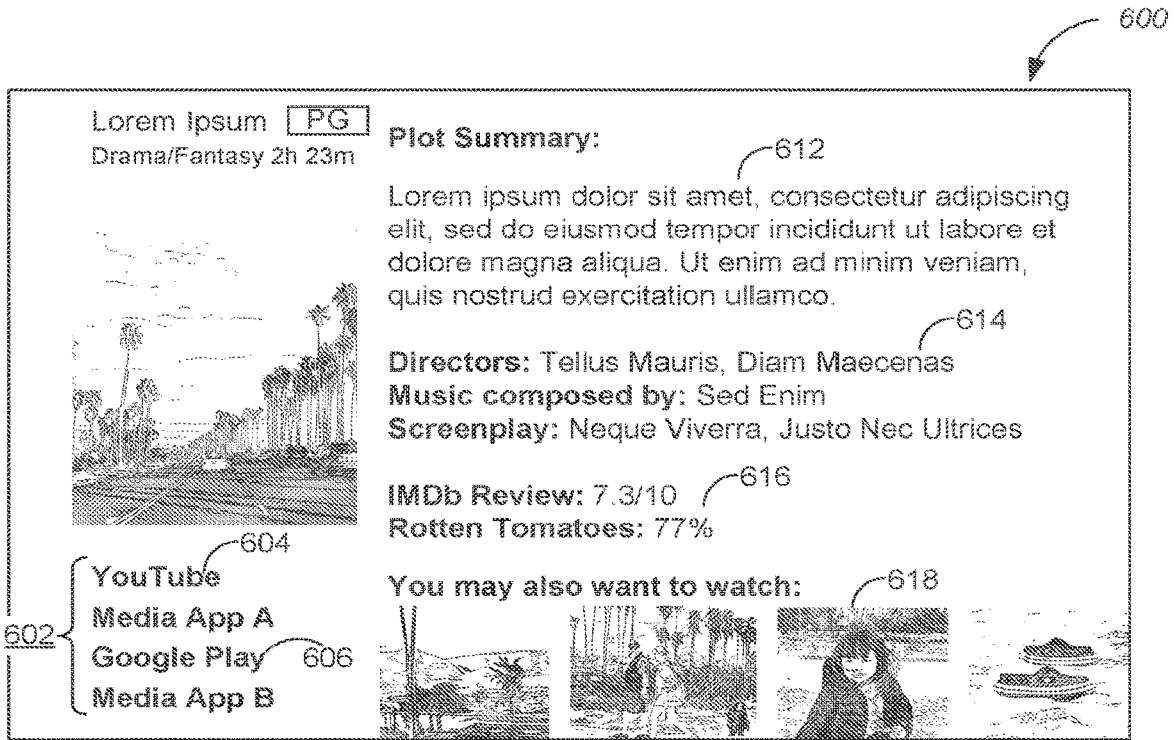 600
Lorem Ipsum PG
Drama/Fantasy 2h 23m
Plot Summary:
612
Lorem ipsum dolor sit amet, consectetur adipiscing
elit, sed do eiusmod tempor incididunt ut labore et
dolore magna aliqua. Ut enim ad minim veniam,
quis nostrud exercitation ullamco.
614
Directors: Tellus Mauris, Diam Maecenas
Music composed by: Sed Enim
Screenplay: Neque Viverra, Justo Nec Ultrices
616
IMDb Review: 7.3/10
Rotten Tomatoes: 77%
604
602
YouTube
Media App A
Google Play 606
Media App B
You may also want to watch:
618